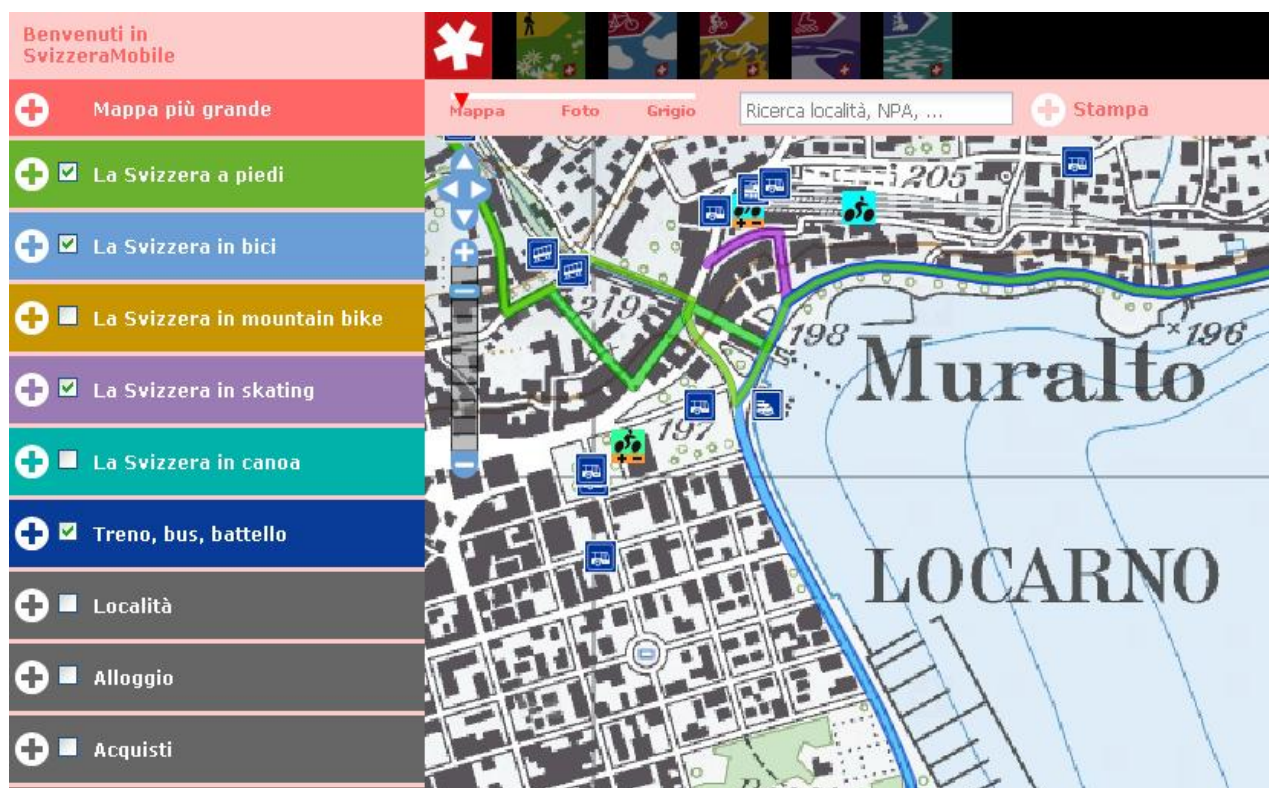 Benvenuti in
SvizzeraMobile
Mappa più grande
La Svizzera a piedi
La Svizzera in bici
La Svizzera in mountain bike
La Svizzera in skating
La Svizzera in canoa
Treno, bus, battello
Località
Alloggio
Acquisti
Mappa Foto Grigio
Ricerca località, NPA, ...
Stampa
205
219
198
196
Muralto
197
LOCARNO